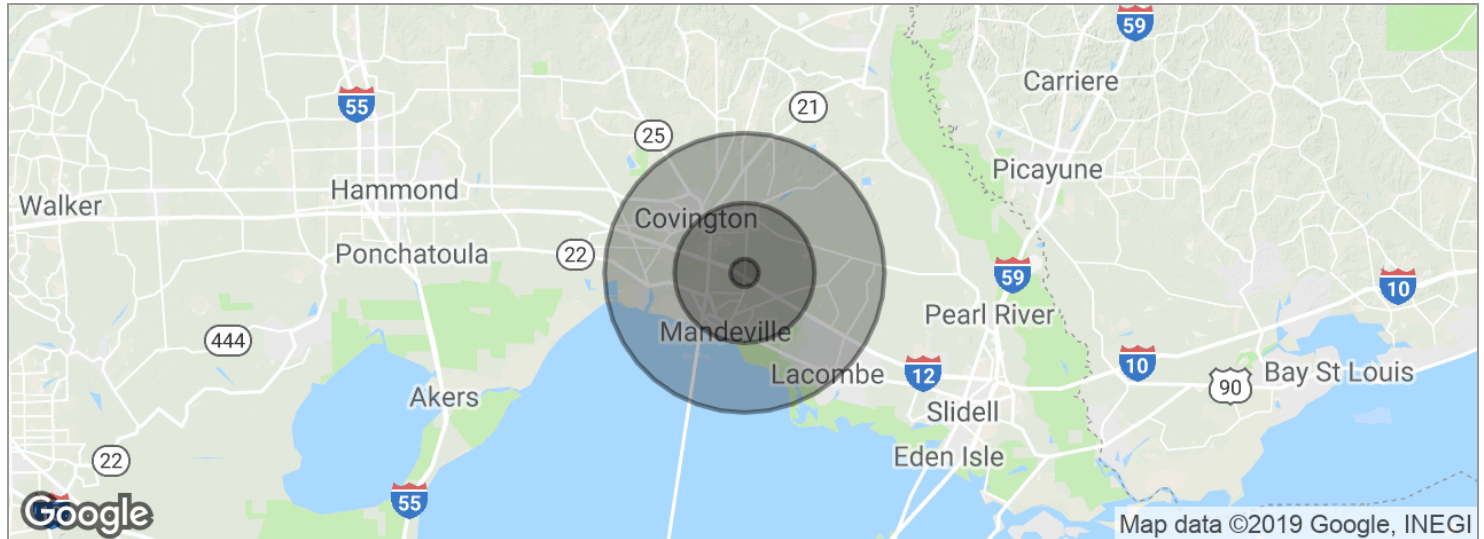 59
Carriere
55
21
25
Picayune
Hammond
Walker
Covington
Ponchatoula
22
59
10
Pearl River
Mandeville
444
10
12
Lacombe
90
Bay St Louis
Akers
Slidell
Eden Isle
22
55
Google
Map data ©2019 Google, INEGI